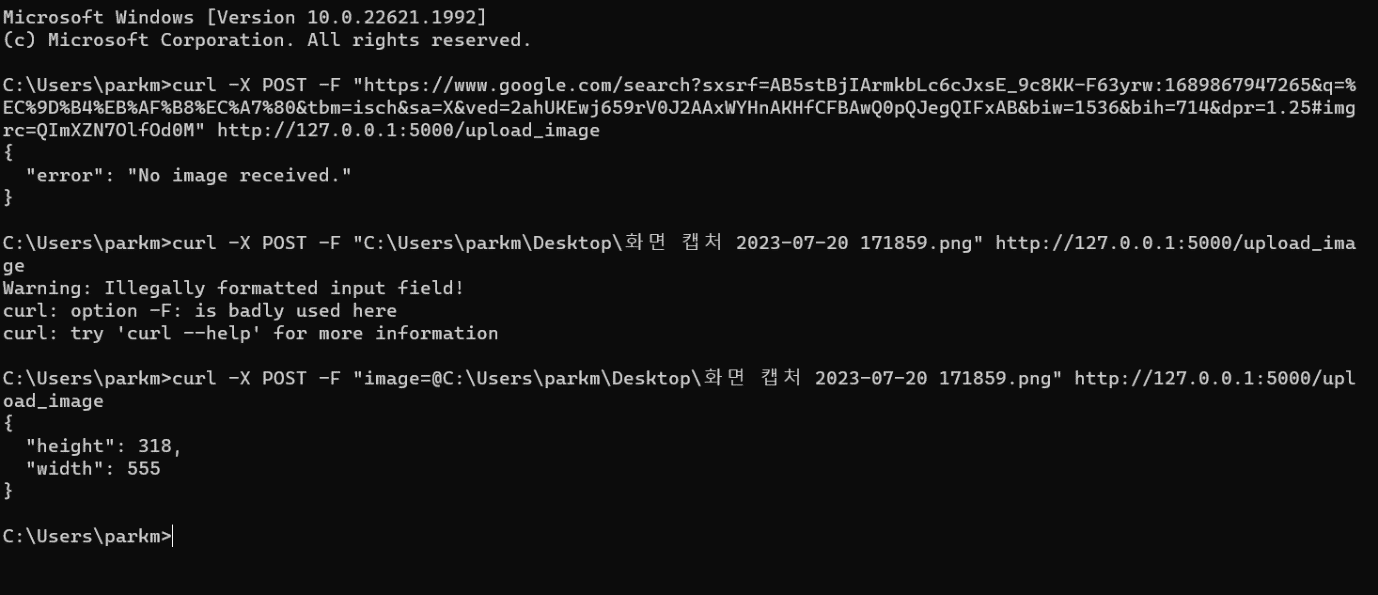 Microsoft Windows [Version 10.0.22621.1992]
(c) Microsoft Corporation. All rights reserved.
C:\Users\parkm>curl -X POST -F "https://www.google.com/search?sxsrf=AB5stBjIArmkbLc6cJxsE_9c8KK-F63yrw:1689867947265&q=%
EC%9D%B4%EB%AF%B8%EC%A7%80&tbm=isch&sa=X&ved=2ahUKEwj659rV0J2AAxWYHnAKHfCFBAwQ0pQJegQIFxAB&biw=1536&bih=714&dpr=1.25#img
rc=QImXZN7OlfOd0M" http://127.0.0.1:5000/upload_image
{
  "error": "No image received."
}
C:\Users\parkm>curl -X POST -F "C:\Users\parkm\Desktop\화면 캡처 2023-07-20 171859.png" http://127.0.0.1:5000/upload_ima
ge
Warning: Illegally formatted input field!
curl: option -F: is badly used here
curl: try 'curl --help' for more information
C:\Users\parkm>curl -X POST -F "image=@C:\Users\parkm\Desktop\화면 캡처 2023-07-20 171859.png" http://127.0.0.1:5000/upl
oad_image
{
  "height": 318,
  "width": 555
}
C:\Users\parkm>